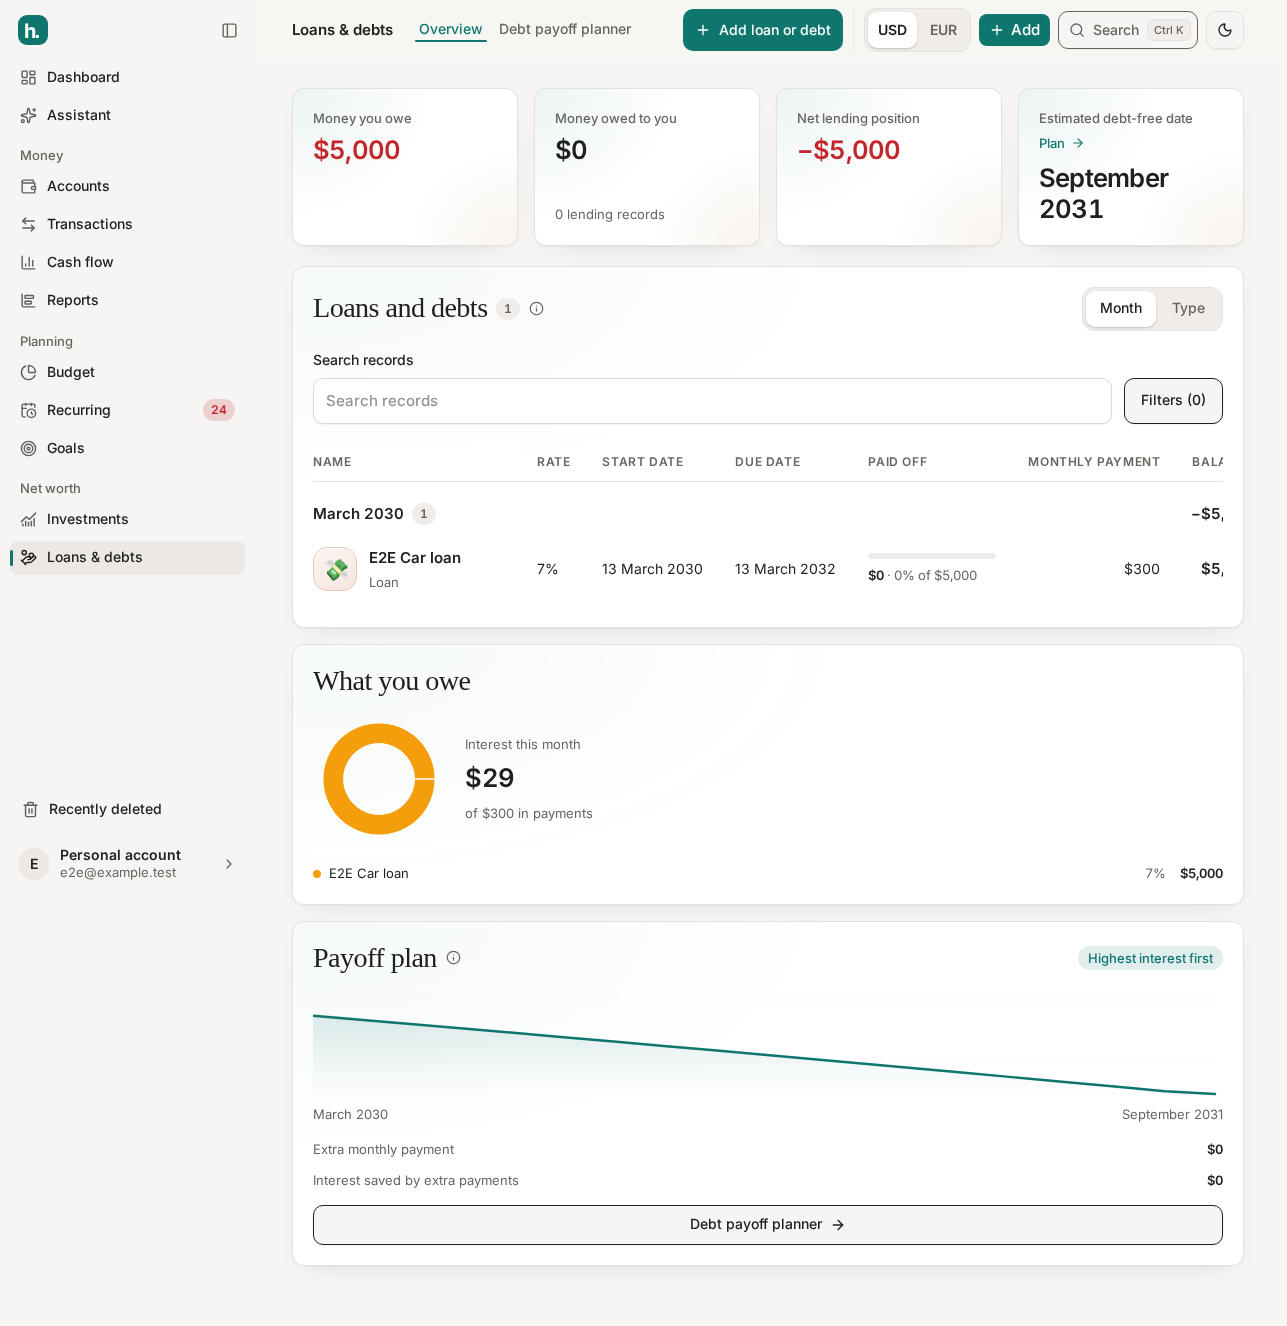 h.
Dashboard
Assistant
Money
Accounts
Transactions
Cash flow
Reports
Planning
Budget
Recurring 24
Goals
Net worth
Investments
Loans & debts
Recently deleted
E
Personal account
e2e@example.test
Loans & debts Overview Debt payoff planner Add loan or debt USD EUR Add Search Ctrl K
Money you owe
$5,000
Money owed to you
$0
0 lending records
Net lending position
−$5,000
Estimated debt-free date
Plan →
September
2031
Loans and debts 1
Month Type
Search records
Search records
Filters (0)
NAME RATE START DATE DUE DATE PAID OFF MONTHLY PAYMENT
March 2030 1 −$5,
E2E Car loan
Loan
7% 13 March 2030 13 March 2032 $0 · 0% of $5,000 $300 $5,
What you owe
Interest this month
$29
of $300 in payments
E2E Car loan 7% $5,000
Payoff plan
Highest interest first
March 2030 September 2031
Extra monthly payment $0
Interest saved by extra payments $0
Debt payoff planner →